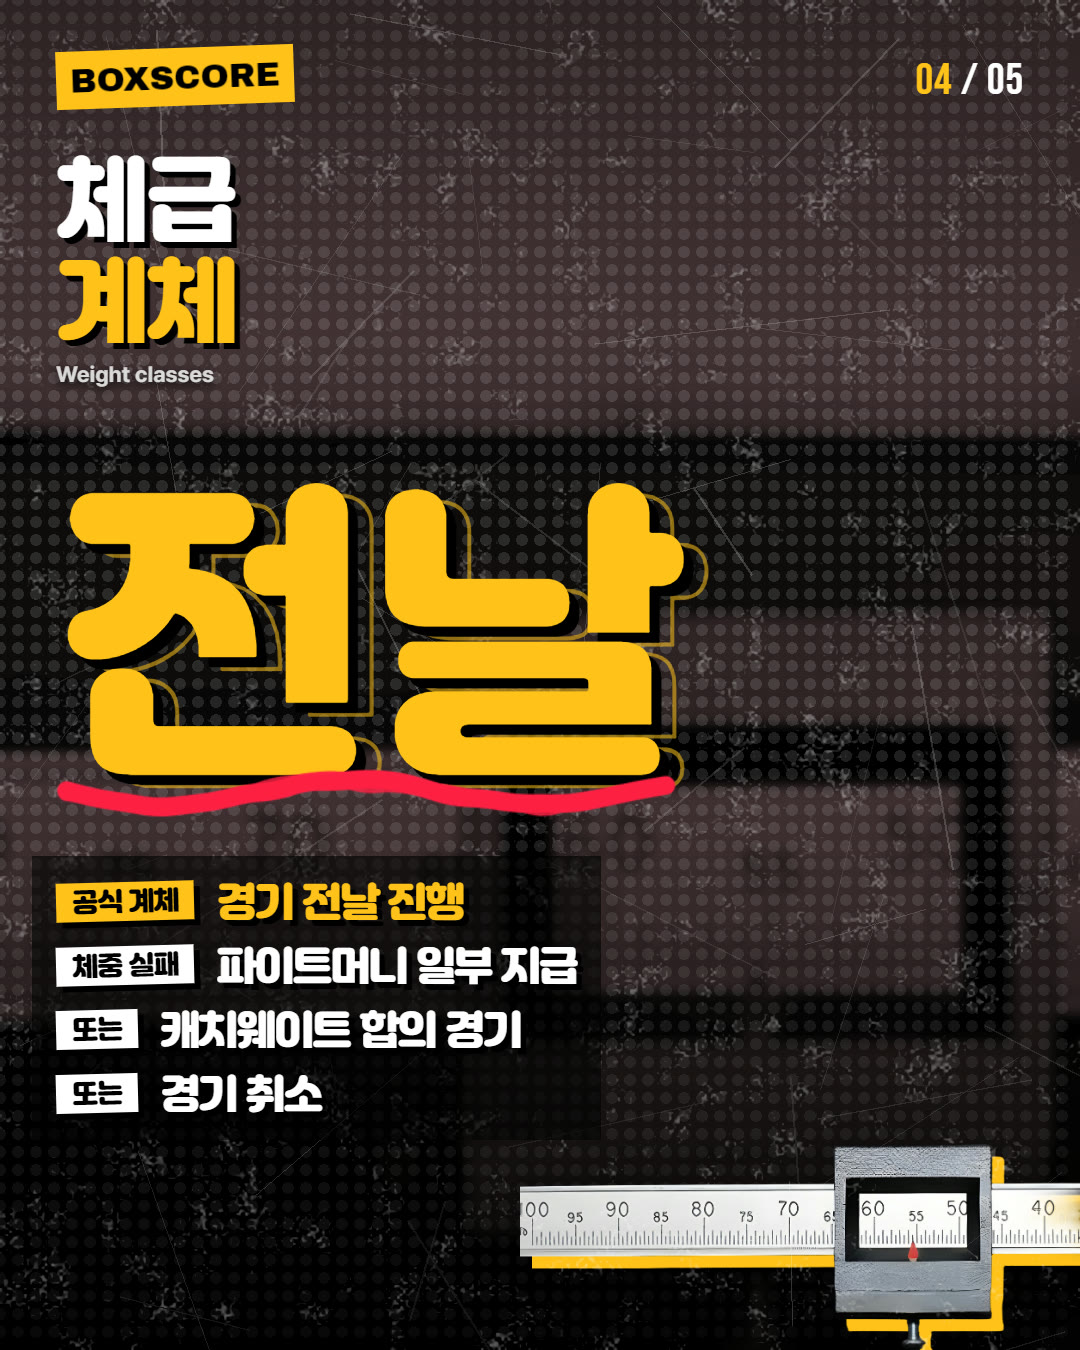 BOXSCORE
04 / 05
체급
계체
Weight classes
전날
공식 계체 경기 전날 진행
체중 실패 파이트머니 일부 지급
또는 캐치웨이트 합의 경기
또는 경기 취소
100 95 90 85 80 75 70 65 60 55 50 45 40